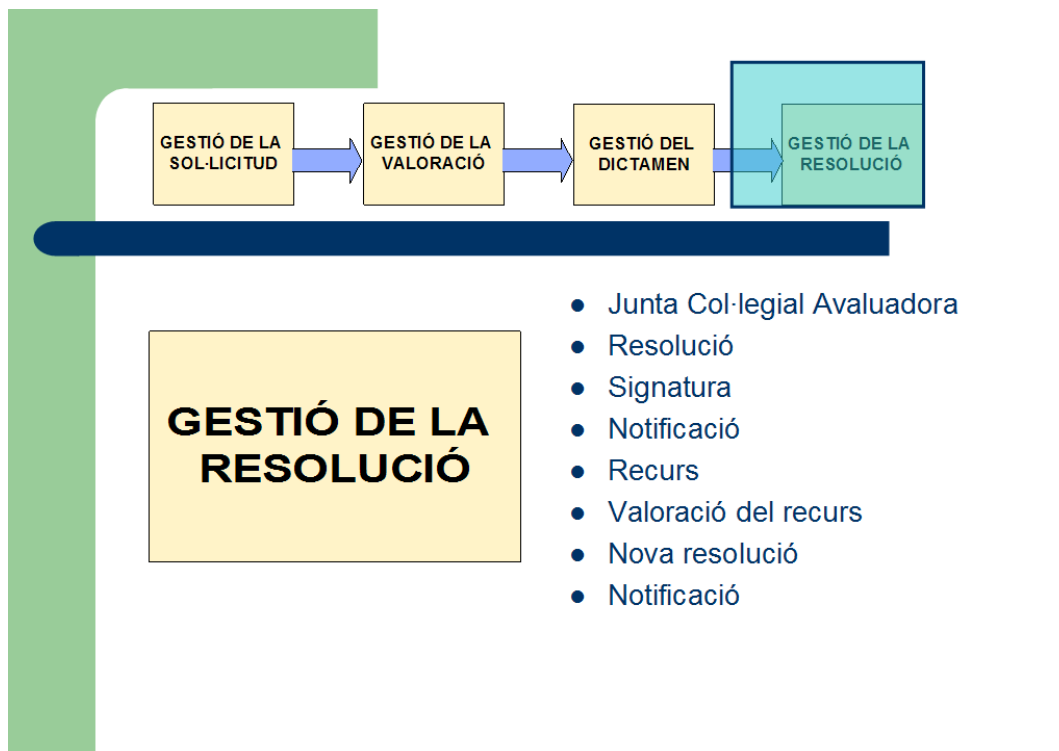 GESTIÓ DE LA
SOL·LICITUD
GESTIÓ DE LA
VALORACIÓ
GESTIÓ DEL
DICTAMEN
GESTIÓ DE LA
RESOLUCIÓ
GESTIÓ DE LA
RESOLUCIÓ
Junta Col·legial Avaluadora
Resolució
Signatura
Notificació
Recurs
Valoració del recurs
Nova resolució
Notificació